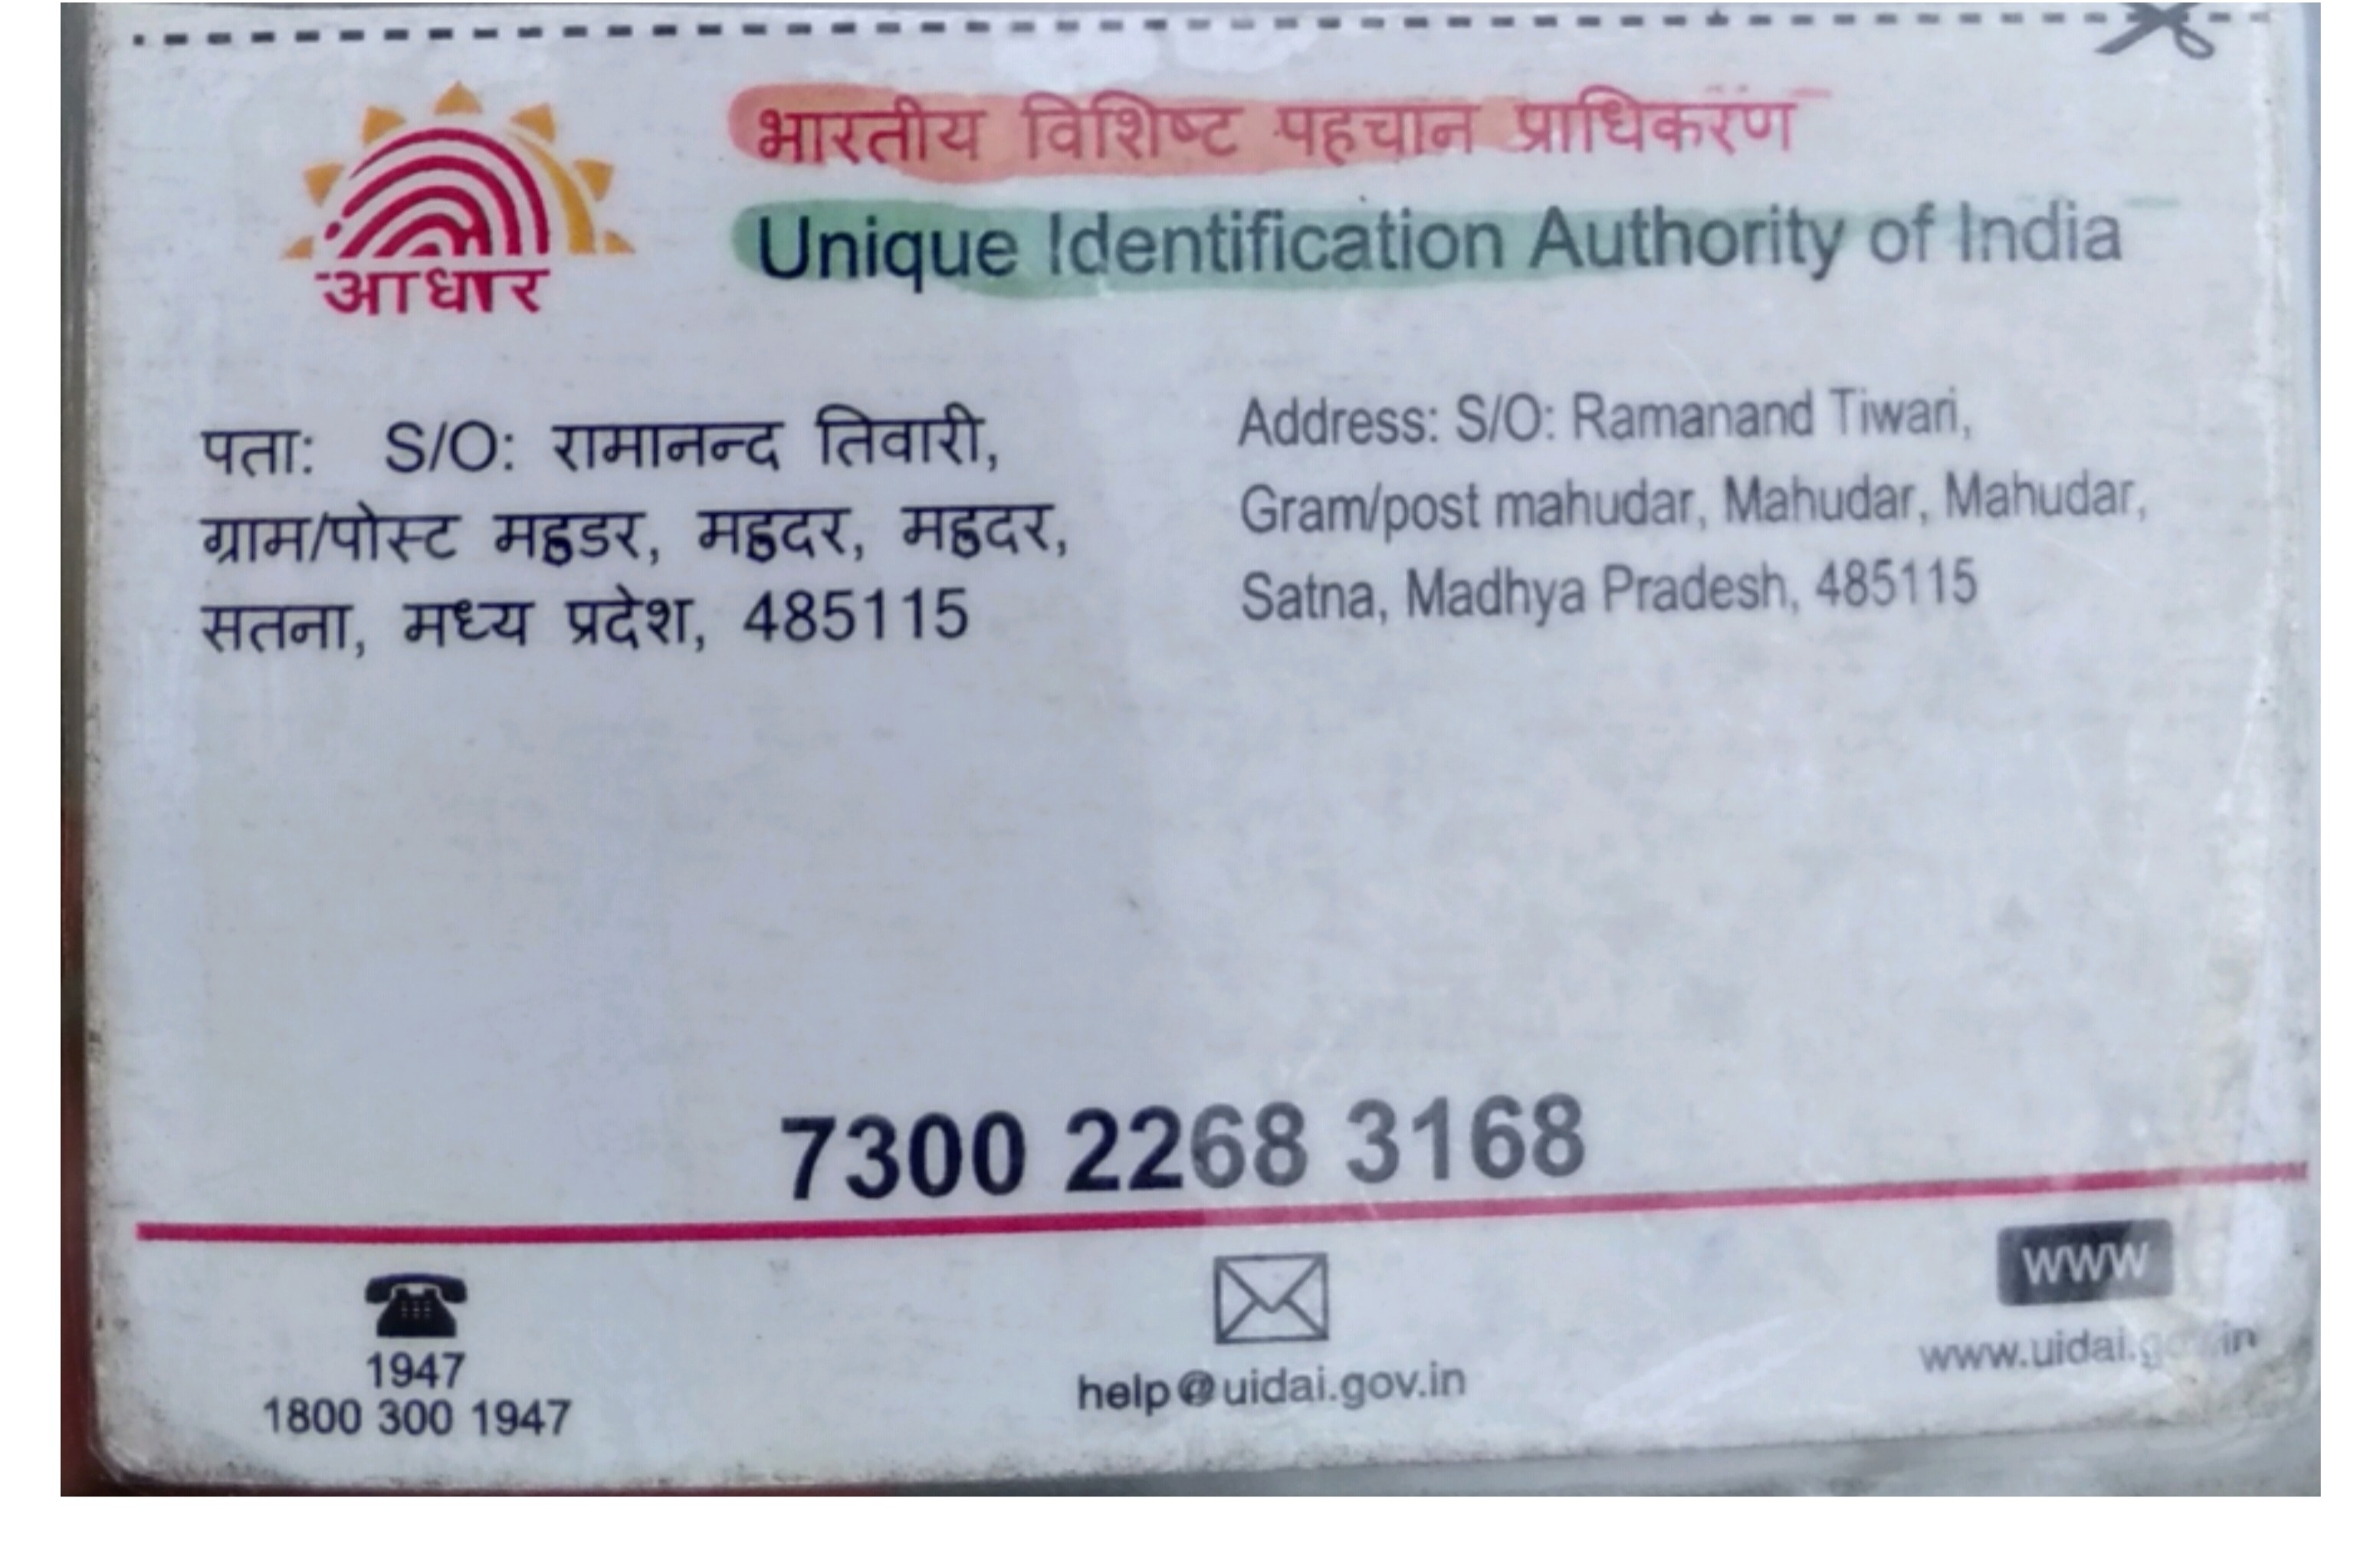 भारतीय विशिष्ट पहचान प्राधिकरण
Unique Identification Authority of India
आधार
पता: S/O: रामानन्द तिवारी,
ग्राम/पोस्ट महुडर, महुदर, महुदर,
सतना, मध्य प्रदेश, 485115
Address: S/O: Ramanand Tiwari,
Gram/post mahudar, Mahudar, Mahudar,
Satna, Madhya Pradesh, 485115
7300 2268 3168
1947
1800 300 1947
help@uidai.gov.in
WWW
www.uidai.gov.in